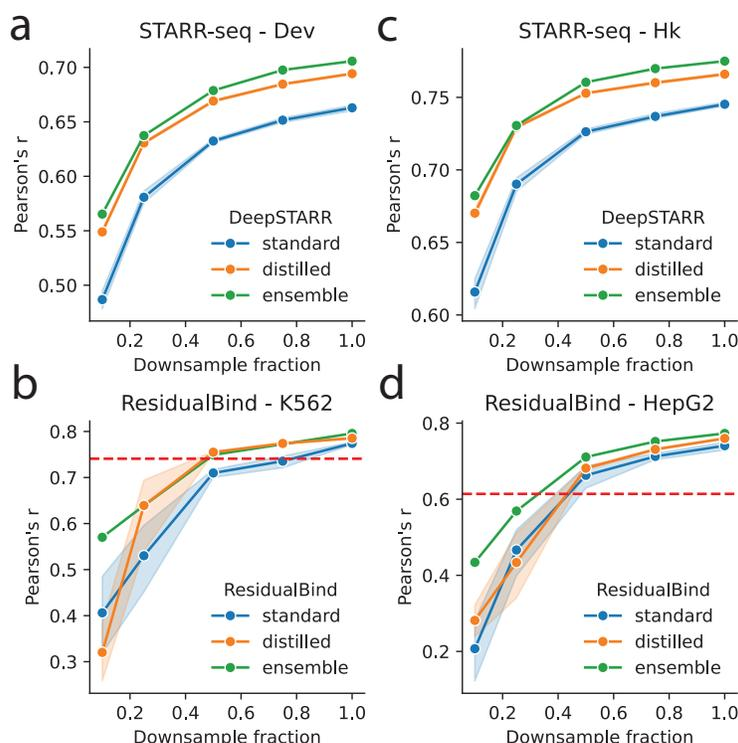 a
STARR-seq - Dev
Pearson's r
0.70
0.65
0.60
0.55
0.50
DeepSTARR
standard
distilled
ensemble
0.2 0.4 0.6 0.8 1.0
Downsample fraction
c
STARR-seq - Hk
Pearson's r
0.75
0.70
0.65
0.60
DeepSTARR
standard
distilled
ensemble
0.2 0.4 0.6 0.8 1.0
Downsample fraction
b
ResidualBind - K562
Pearson's r
0.8
0.7
0.6
0.5
0.4
0.3
ResidualBind
standard
distilled
ensemble
0.2 0.4 0.6 0.8 1.0
Downsample fraction
d
ResidualBind - HepG2
Pearson's r
0.8
0.6
0.4
0.2
ResidualBind
standard
distilled
ensemble
0.2 0.4 0.6 0.8 1.0
Downsample fraction